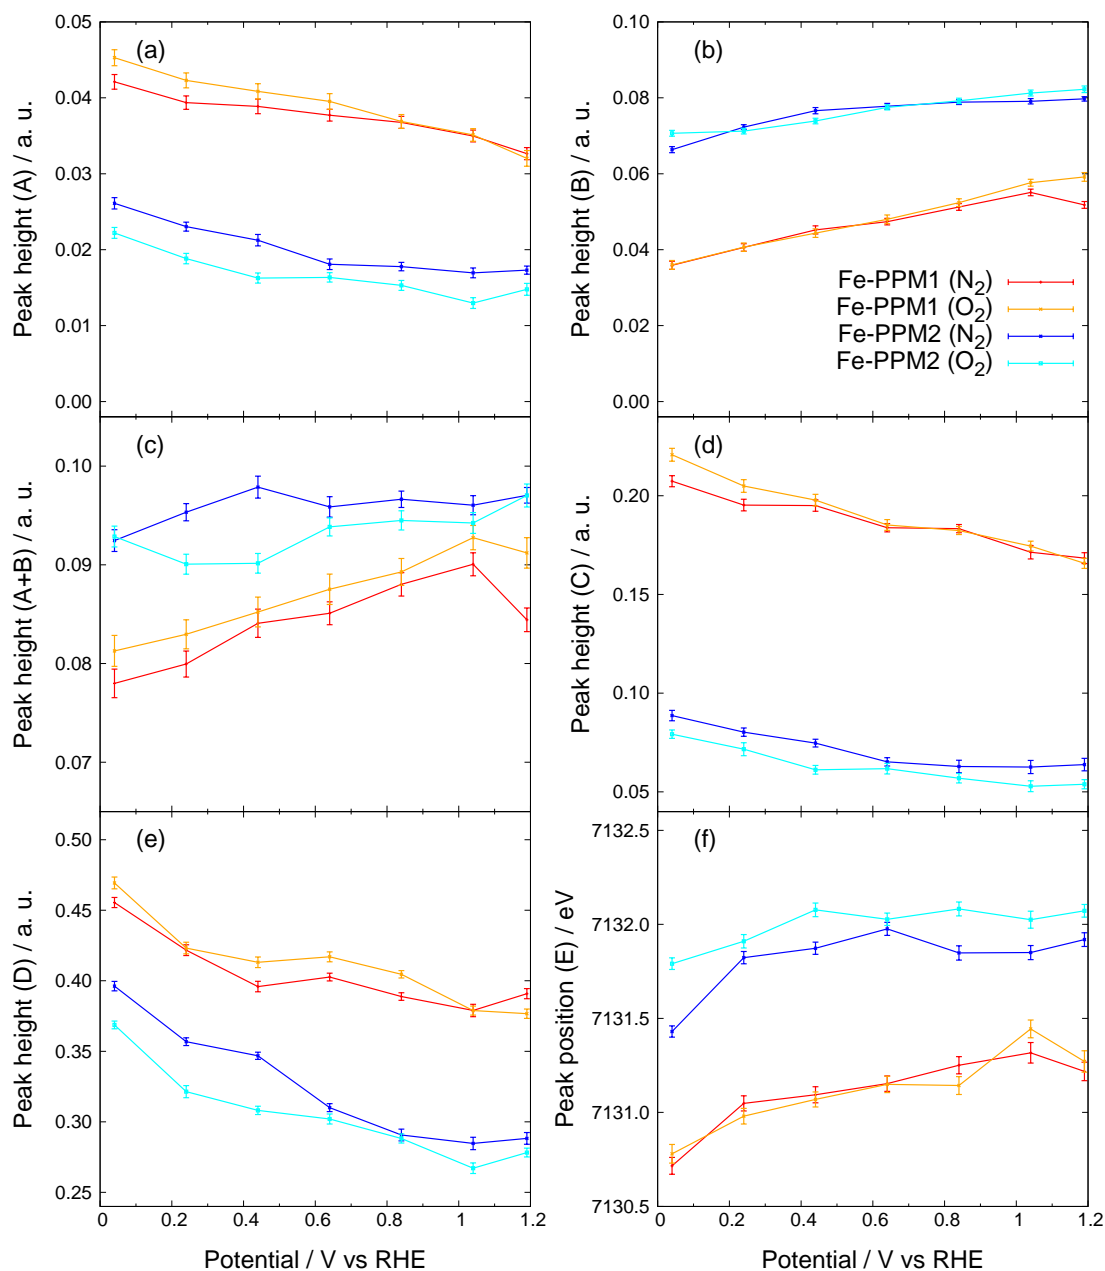 (a)
Peak height (A) / a. u.
0.05
0.04
0.03
0.02
0.01
0.00
(b)
Peak height (B) / a. u.
0.10
0.08
0.06
0.04
0.02
0.00
Fe-PPM1 (N2)
Fe-PPM1 (O2)
Fe-PPM2 (N2)
Fe-PPM2 (O2)
(c)
Peak height (A+B) / a. u.
0.10
0.09
0.08
0.07
(d)
Peak height (C) / a. u.
0.20
0.15
0.10
0.05
(e)
Peak height (D) / a. u.
0.50
0.45
0.40
0.35
0.30
0.25
0 0.2 0.4 0.6 0.8 1 1.2
Potential / V vs RHE
(f)
Peak position (E) / eV
7132.5
7132.0
7131.5
7131.0
7130.5
0 0.2 0.4 0.6 0.8 1 1.2
Potential / V vs RHE